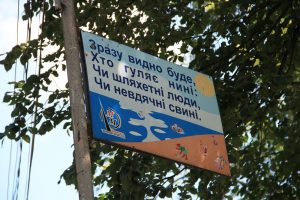 Зразу видно буде,
Хто гуляє нині:
Чи шляхетні люди,
Чи невдячні свині.